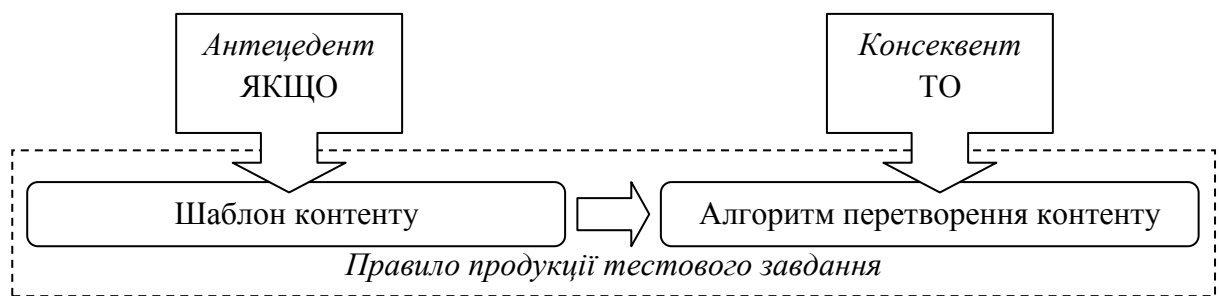 Антецедент
ЯКЩО
Консеквент
ТО
Шаблон контенту
Алгоритм перетворення контенту
Правило продукції тестового завдання